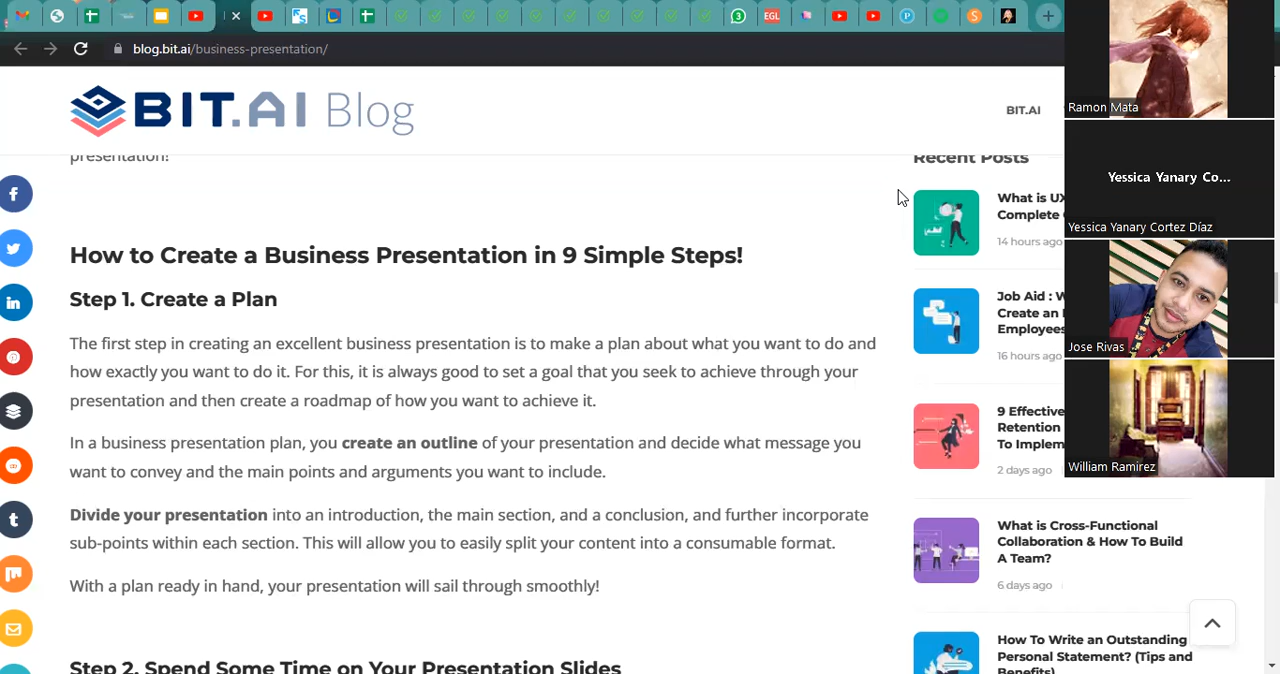 3
EGL
blog.bit.ai/business-presentation/
BIT.AI Blog
BIT.AI
presentation!
How to Create a Business Presentation in 9 Simple Steps!
Step 1. Create a Plan
The first step in creating an excellent business presentation is to make a plan about what you want to do and
how exactly you want to do it. For this, it is always good to set a goal that you seek to achieve through your
presentation and then create a roadmap of how you want to achieve it.
In a business presentation plan, you create an outline of your presentation and decide what message you
want to convey and the main points and arguments you want to include.
Divide your presentation into an introduction, the main section, and a conclusion, and further incorporate
sub-points within each section. This will allow you to easily split your content into a consumable format.
With a plan ready in hand, your presentation will sail through smoothly!
Step 2. Spend Some Time on Your Presentation Slides
Recent Posts
What is UX
Complete
14 hours ago
Job Aid : W
Create an
Employees
16 hours ago
9 Effective
Retention
To Implem
2 days ago
What is Cross-Functional
Collaboration & How To Build
A Team?
6 days ago
How To Write an Outstanding
Personal Statement? (Tips and
Benefits)
Ramon Mata
Yessica Yanary Co...
Yessica Yanary Cortez Díaz
Jose Rivas
William Ramirez